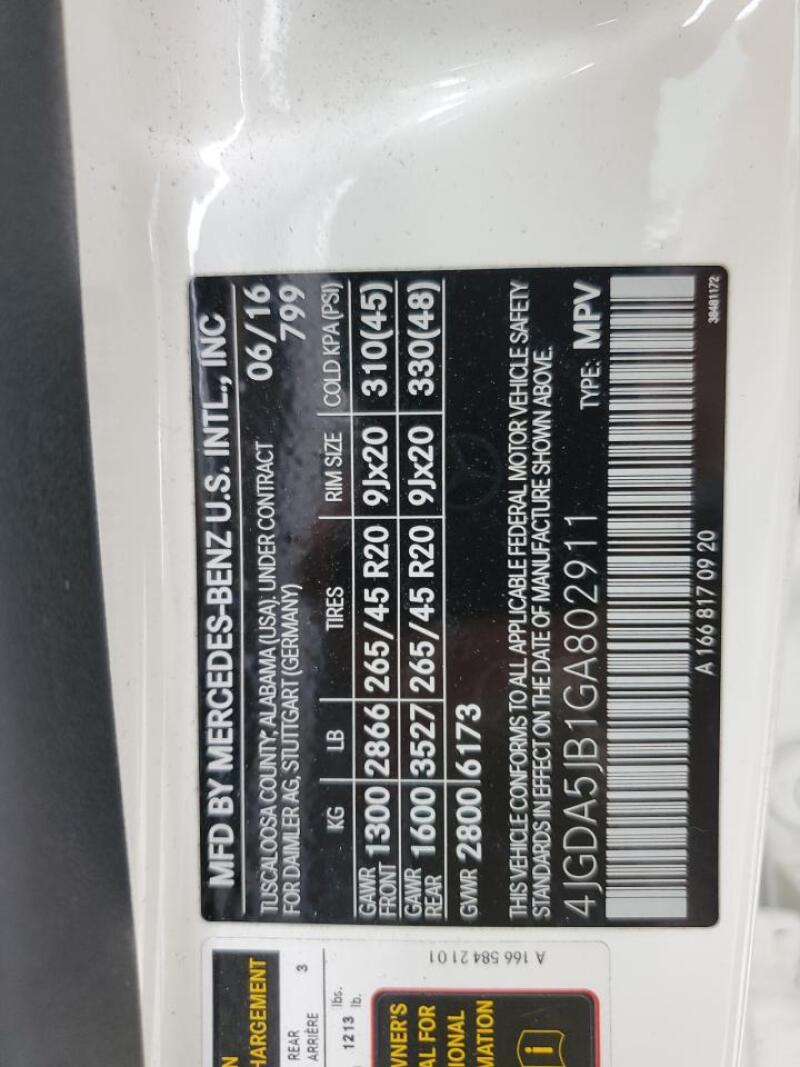 MFD BY MERCEDES-BENZ U.S. INTL., INC
TUSCALOOSA COUNTY, ALABAMA (USA). UNDER CONTRACT
FOR DAIMLER AG, STUTTGART (GERMANY)
06/16
799
KG LB TIRES RIM SIZE COLD KPA(PSI)
GAWR FRONT 1300 2866 265/45 R20 9Jx20 310(45)
GAWR REAR 1600 3527 265/45 R20 9Jx20 330(48)
GVWR 2800 6173
THIS VEHICLE CONFORMS TO ALL APPLICABLE FEDERAL MOTOR VEHICLE SAFETY
STANDARDS IN EFFECT ON THE DATE OF MANUFACTURE SHOWN ABOVE.
4JGDA5JB1GA802911 TYPE: MPV
A 166 817 09 20
38481172
N
HARGEMENT
REAR
ARRIÈRE
3
lbs.
1213 lb.
WNER'S
AL FOR
IONAL
MATION
i
A 166 584 21 01